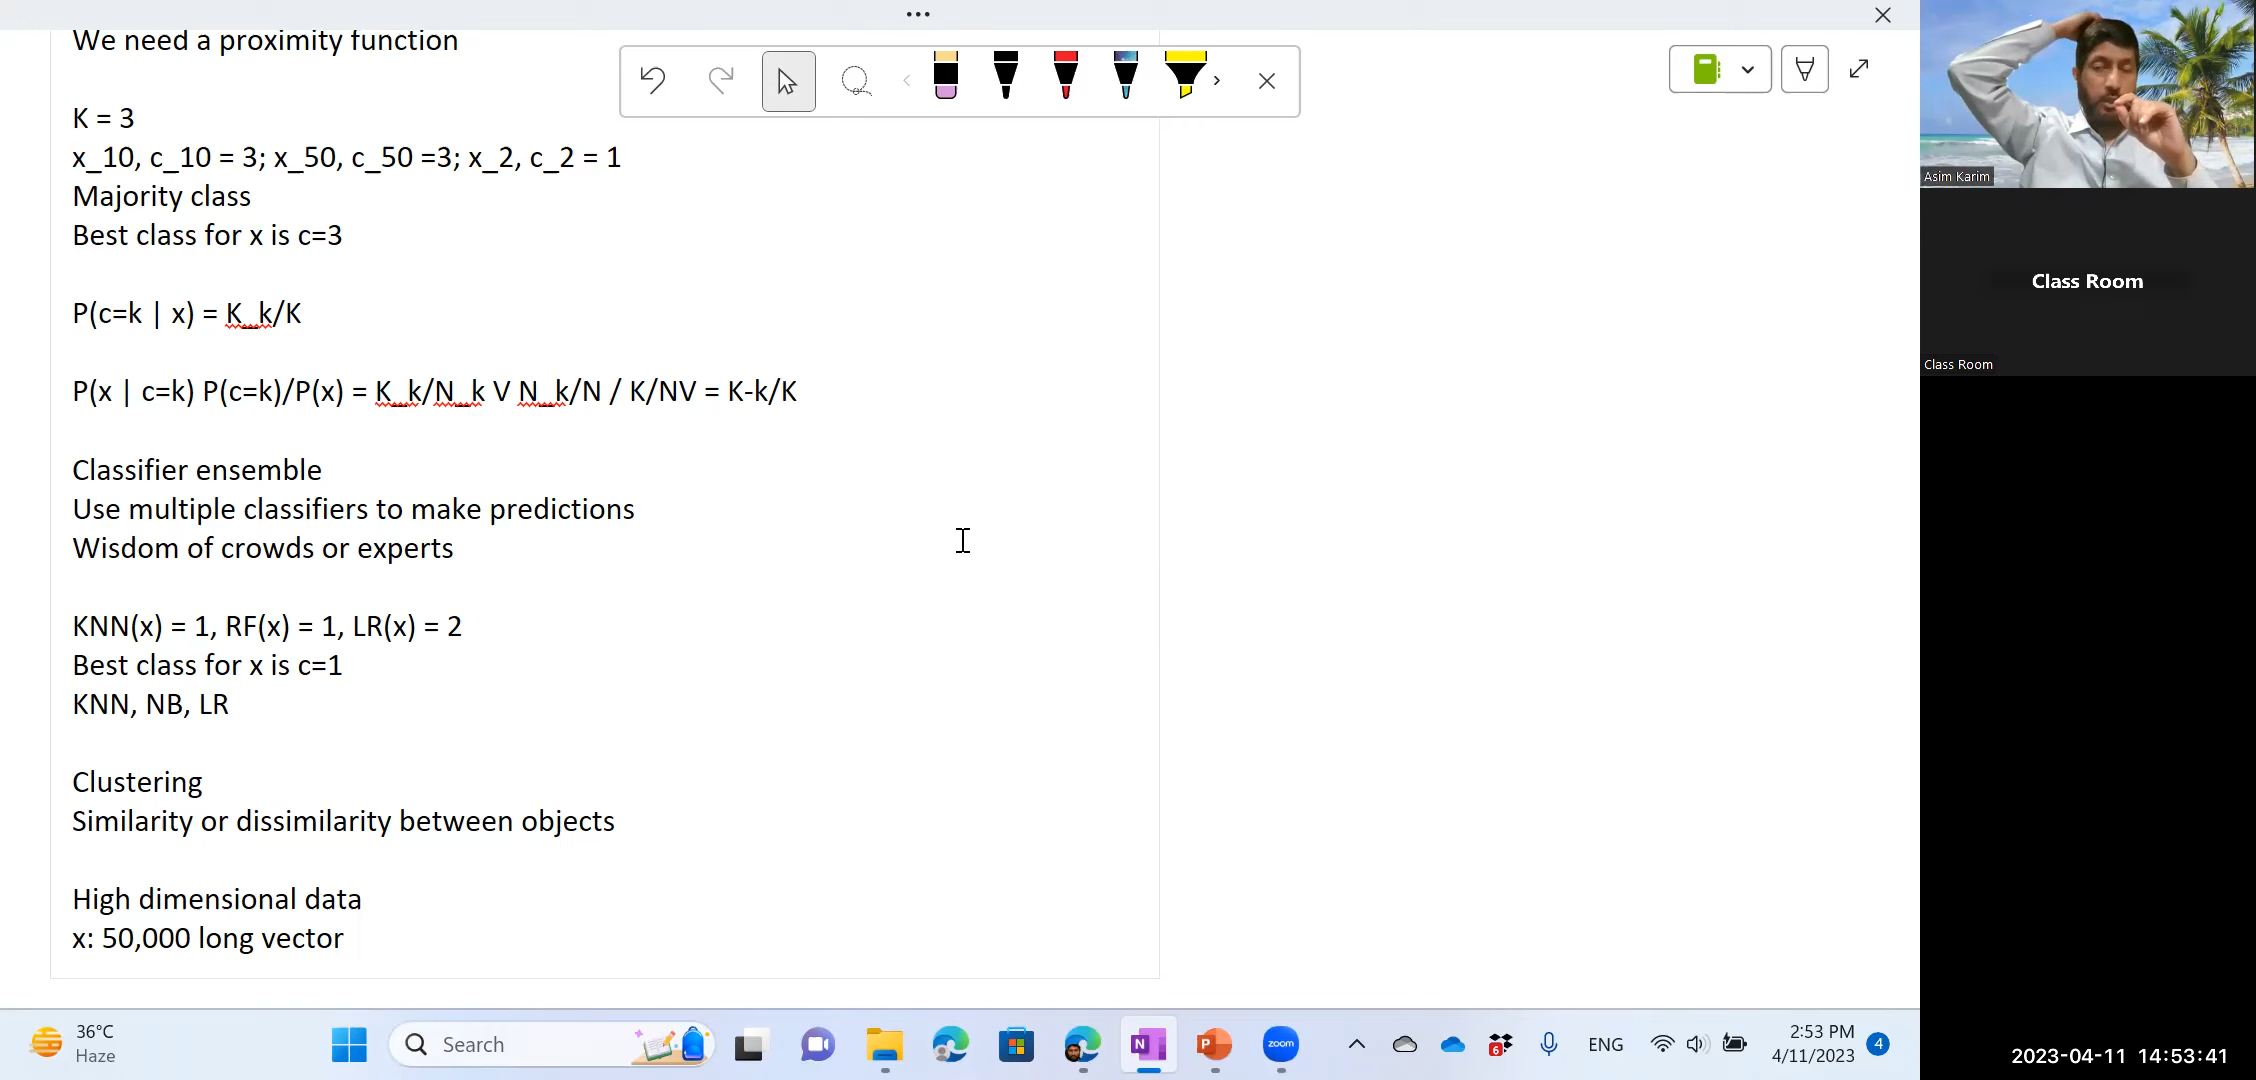 We need a proximity function
K = 3
x_10, c_10 = 3; x_50, c_50 =3; x_2, c_2 = 1
Majority class
Best class for x is c=3
P(c=k | x) = K_k/K
P(x | c=k) P(c=k)/P(x) = K_k/N_k V N_k/N / K/NV = K-k/K
Classifier ensemble
Use multiple classifiers to make predictions
Wisdom of crowds or experts
KNN(x) = 1, RF(x) = 1, LR(x) = 2
Best class for x is c=1
KNN, NB, LR
Clustering
Similarity or dissimilarity between objects
High dimensional data
x: 50,000 long vector
Asim Karim
Class Room
Class Room
36°C
Haze
Search
N
P
zoom
6
ENG
2:53 PM
4/11/2023
4
2023-04-11 14:53:41